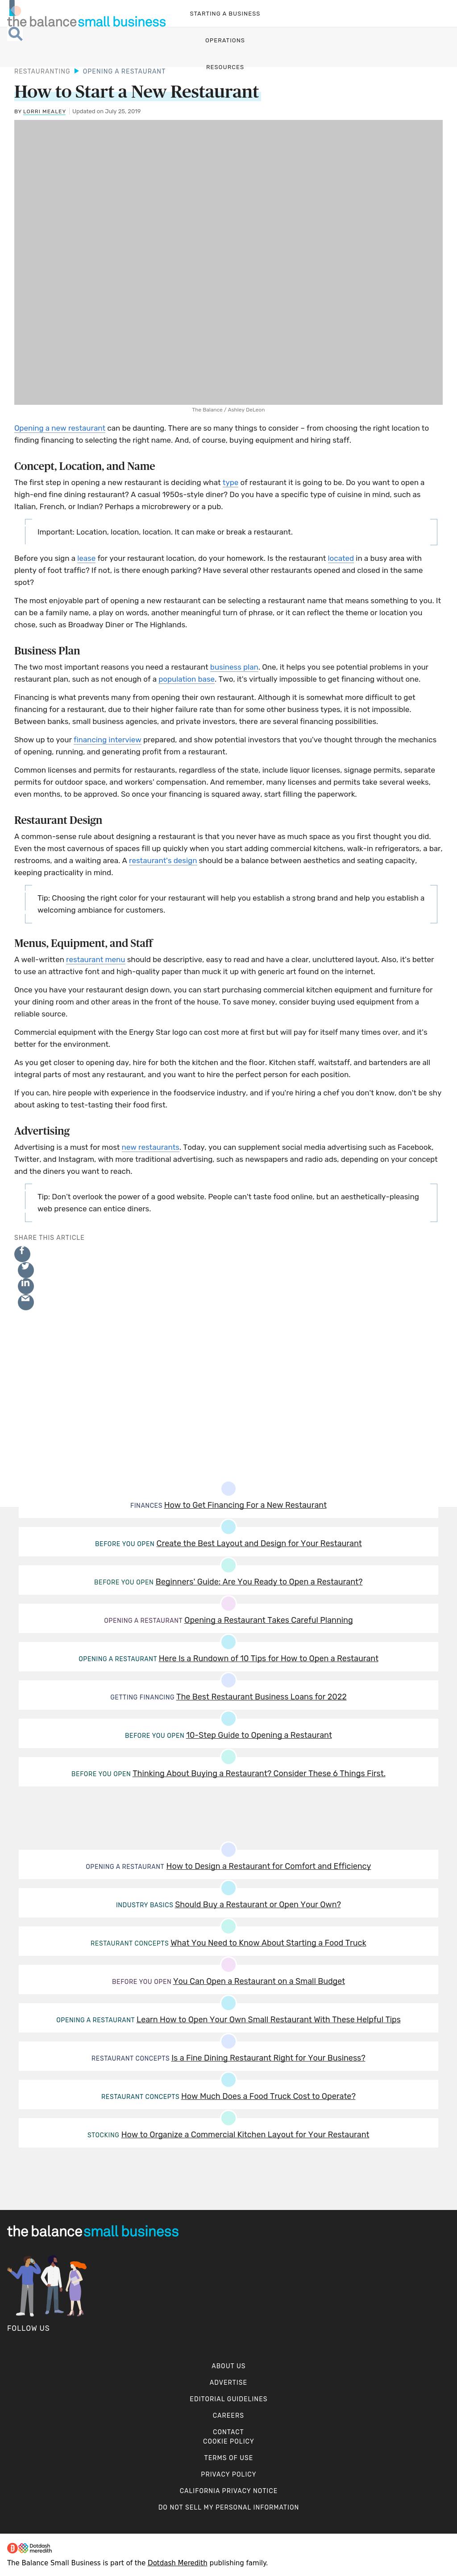 the balance small business
STARTING A BUSINESS
OPERATIONS
RESOURCES
RESTAURANTING
OPENING A RESTAURANT
How to Start a New Restaurant
BY LORRI MEALEY
Updated on July 25, 2019
The Balance / Ashley DeLeon
Opening a new restaurant can be daunting. There are so many things to consider – from choosing the right location to
finding financing to selecting the right name. And, of course, buying equipment and hiring staff.
Concept, Location, and Name
The first step in opening a new restaurant is deciding what type of restaurant it is going to be. Do you want to open a
high-end fine dining restaurant? A casual 1950s-style diner? Do you have a specific type of cuisine in mind, such as
Italian, French, or Indian? Perhaps a microbrewery or a pub.
Important: Location, location, location. It can make or break a restaurant.
Before you sign a lease for your restaurant location, do your homework. Is the restaurant located in a busy area with
plenty of foot traffic? If not, is there enough parking? Have several other restaurants opened and closed in the same
spot?
The most enjoyable part of opening a new restaurant can be selecting a restaurant name that means something to you. It
can be a family name, a play on words, another meaningful turn of phrase, or it can reflect the theme or location you
chose, such as Broadway Diner or The Highlands.
Business Plan
The two most important reasons you need a restaurant business plan. One, it helps you see potential problems in your
restaurant plan, such as not enough of a population base. Two, it's virtually impossible to get financing without one.
Financing is what prevents many from opening their own restaurant. Although it is somewhat more difficult to get
financing for a restaurant, due to their higher failure rate than for some other business types, it is not impossible.
Between banks, small business agencies, and private investors, there are several financing possibilities.
Show up to your financing interview prepared, and show potential investors that you've thought through the mechanics
of opening, running, and generating profit from a restaurant.
Common licenses and permits for restaurants, regardless of the state, include liquor licenses, signage permits, separate
permits for outdoor space, and workers' compensation. And remember, many licenses and permits take several weeks,
even months, to be approved. So once your financing is squared away, start filling the paperwork.
Restaurant Design
A common-sense rule about designing a restaurant is that you never have as much space as you first thought you did.
Even the most cavernous of spaces fill up quickly when you start adding commercial kitchens, walk-in refrigerators, a bar,
restrooms, and a waiting area. A restaurant's design should be a balance between aesthetics and seating capacity,
keeping practicality in mind.
Tip: Choosing the right color for your restaurant will help you establish a strong brand and help you establish a
welcoming ambiance for customers.
Menus, Equipment, and Staff
A well-written restaurant menu should be descriptive, easy to read and have a clear, uncluttered layout. Also, it's better
to use an attractive font and high-quality paper than muck it up with generic art found on the internet.
Once you have your restaurant design down, you can start purchasing commercial kitchen equipment and furniture for
your dining room and other areas in the front of the house. To save money, consider buying used equipment from a
reliable source.
Commercial equipment with the Energy Star logo can cost more at first but will pay for itself many times over, and it's
better for the environment.
As you get closer to opening day, hire for both the kitchen and the floor. Kitchen staff, waitstaff, and bartenders are all
integral parts of most any restaurant, and you want to hire the perfect person for each position.
If you can, hire people with experience in the foodservice industry, and if you're hiring a chef you don't know, don't be shy
about asking to test-tasting their food first.
Advertising
Advertising is a must for most new restaurants. Today, you can supplement social media advertising such as Facebook,
Twitter, and Instagram, with more traditional advertising, such as newspapers and radio ads, depending on your concept
and the diners you want to reach.
Tip: Don't overlook the power of a good website. People can't taste food online, but an aesthetically-pleasing
web presence can entice diners.
SHARE THIS ARTICLE
FINANCES How to Get Financing For a New Restaurant
BEFORE YOU OPEN Create the Best Layout and Design for Your Restaurant
BEFORE YOU OPEN Beginners' Guide: Are You Ready to Open a Restaurant?
OPENING A RESTAURANT Opening a Restaurant Takes Careful Planning
OPENING A RESTAURANT Here Is a Rundown of 10 Tips for How to Open a Restaurant
GETTING FINANCING The Best Restaurant Business Loans for 2022
BEFORE YOU OPEN 10-Step Guide to Opening a Restaurant
BEFORE YOU OPEN Thinking About Buying a Restaurant? Consider These 6 Things First.
OPENING A RESTAURANT How to Design a Restaurant for Comfort and Efficiency
INDUSTRY BASICS Should Buy a Restaurant or Open Your Own?
RESTAURANT CONCEPTS What You Need to Know About Starting a Food Truck
BEFORE YOU OPEN You Can Open a Restaurant on a Small Budget
OPENING A RESTAURANT Learn How to Open Your Own Small Restaurant With These Helpful Tips
RESTAURANT CONCEPTS Is a Fine Dining Restaurant Right for Your Business?
RESTAURANT CONCEPTS How Much Does a Food Truck Cost to Operate?
STOCKING How to Organize a Commercial Kitchen Layout for Your Restaurant
the balance small business
FOLLOW US
ABOUT US
ADVERTISE
EDITORIAL GUIDELINES
CAREERS
CONTACT
COOKIE POLICY
TERMS OF USE
PRIVACY POLICY
CALIFORNIA PRIVACY NOTICE
DO NOT SELL MY PERSONAL INFORMATION
Dotdash
meredith
The Balance Small Business is part of the Dotdash Meredith publishing family.